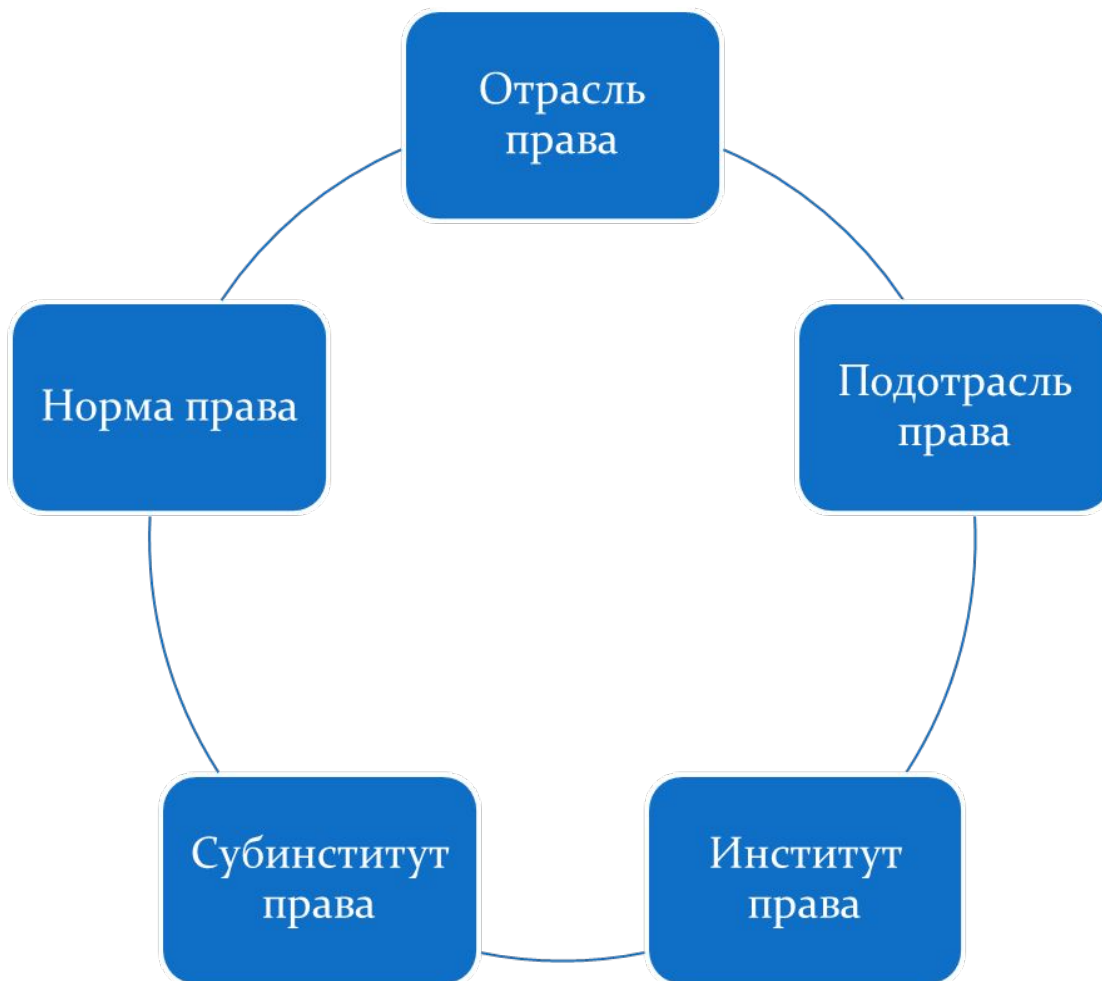 Отрасль
права
Подотрасль
права
Институт
права
Субинститут
права
Норма права